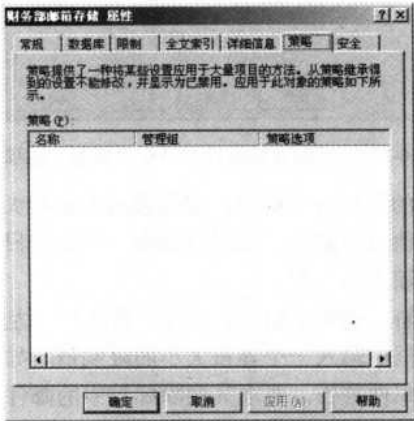 财务部邮箱存储 属性
常规 数据库 限制 全文索引 详细信息 策略 安全
策略提供了一种将某些设置应用于大量项目的方法。从策略继承得
到的设置不能修改，并显示为已禁用。应用于此对象的策略如下所
示。
策略(P):
名称 管理组 策略选项
确定 取消 应用(A) 帮助